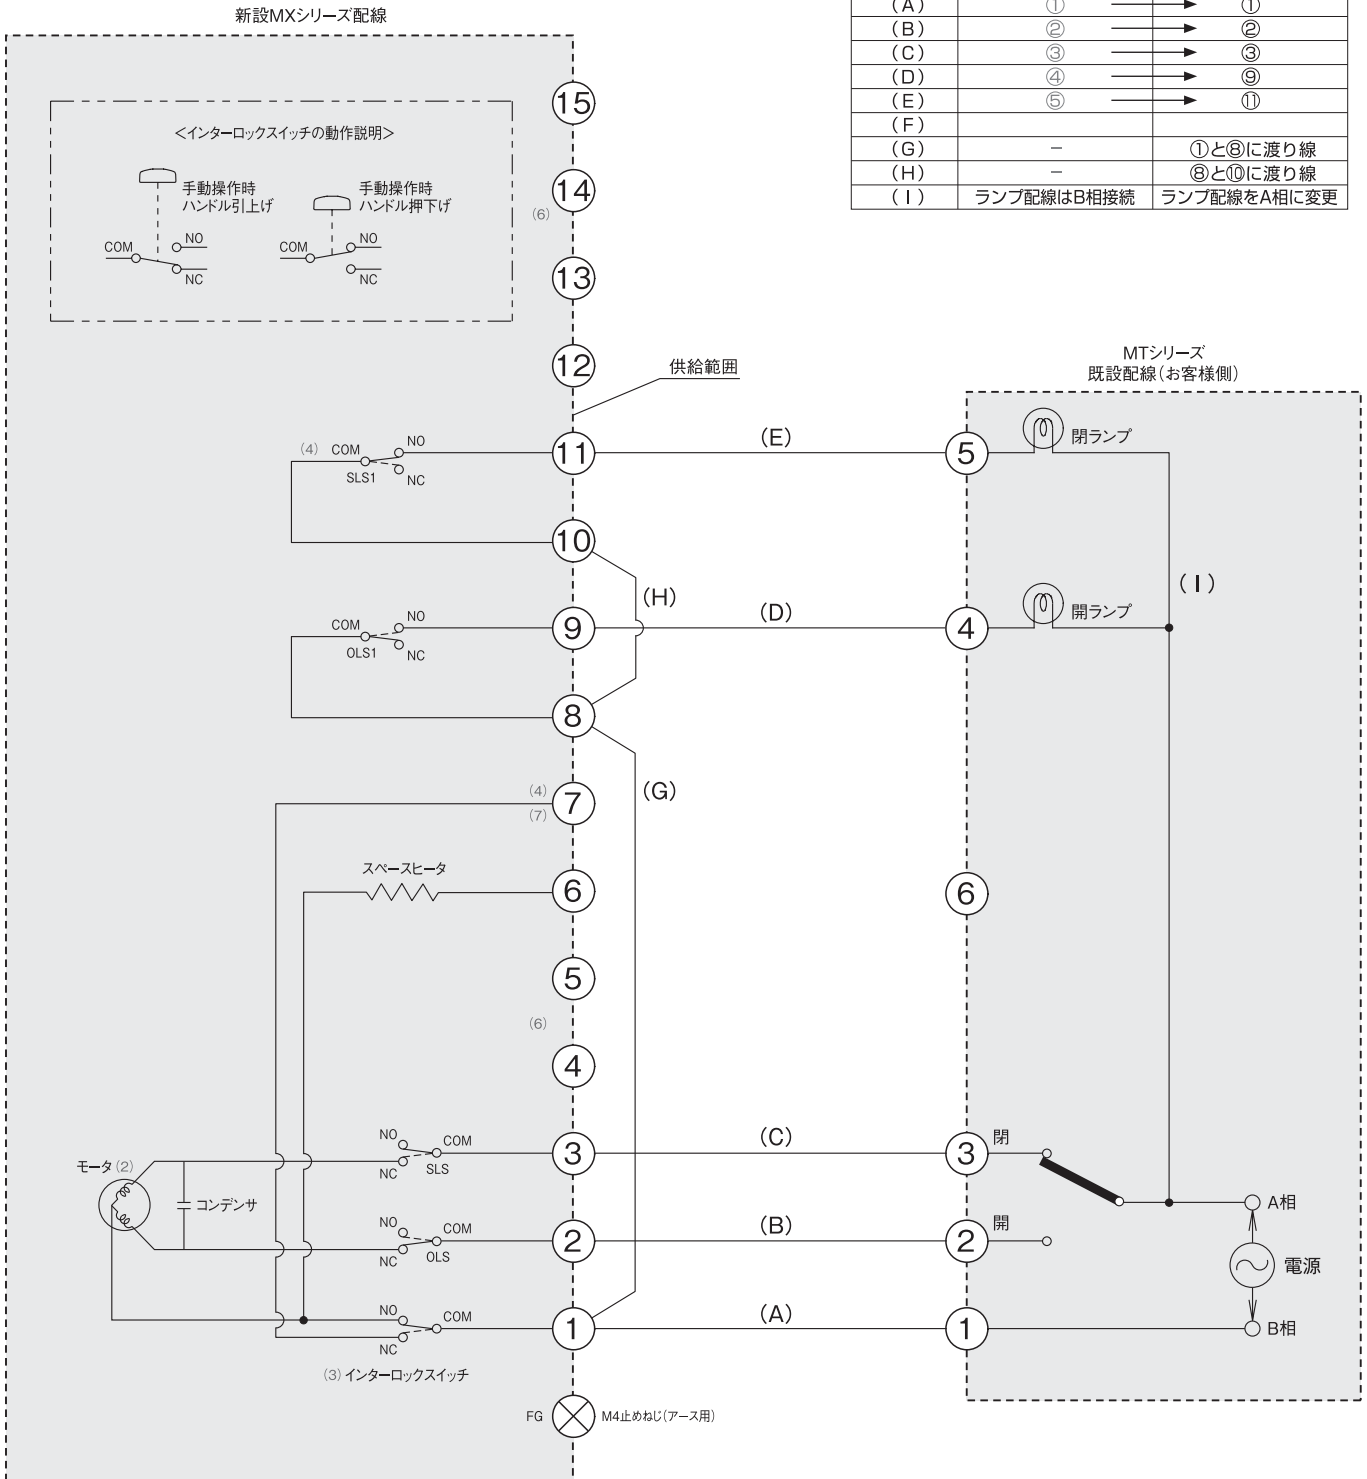 新設MXシリーズ配線
(A) ① ①
(B) ② ②
(C) ③ ③
(D) ④ ⑨
(E) ⑤ ⑪
(F)
(G) − ①と⑧に渡り線
(H) − ⑧と⑩に渡り線
(I) ランプ配線はB相接続 ランプ配線をA相に変更
<インターロックスイッチの動作説明>
手動操作時
ハンドル引上げ
COM
NO
NC
手動操作時
ハンドル押下げ
COM
NO
NC
15
14
(6)
13
12
供給範囲
MTシリーズ
既設配線(お客様側)
(4) COM NO
SLS1 NC
11
(E)
5
閉ランプ
10
(H)
(I)
COM NO
OLS1 NC
9
(D)
4
開ランプ
8
(G)
(4)
(7)
7
スペースヒータ
6
6
5
(6)
4
モータ(2)
コンデンサ
NO COM
NC SLS
3
(C)
3
閉
A相
NO COM
NC OLS
2
(B)
2
開
電源
NO COM
NC
1
(A)
1
B相
(3) インターロックスイッチ
FG
M4止めねじ(アース用)